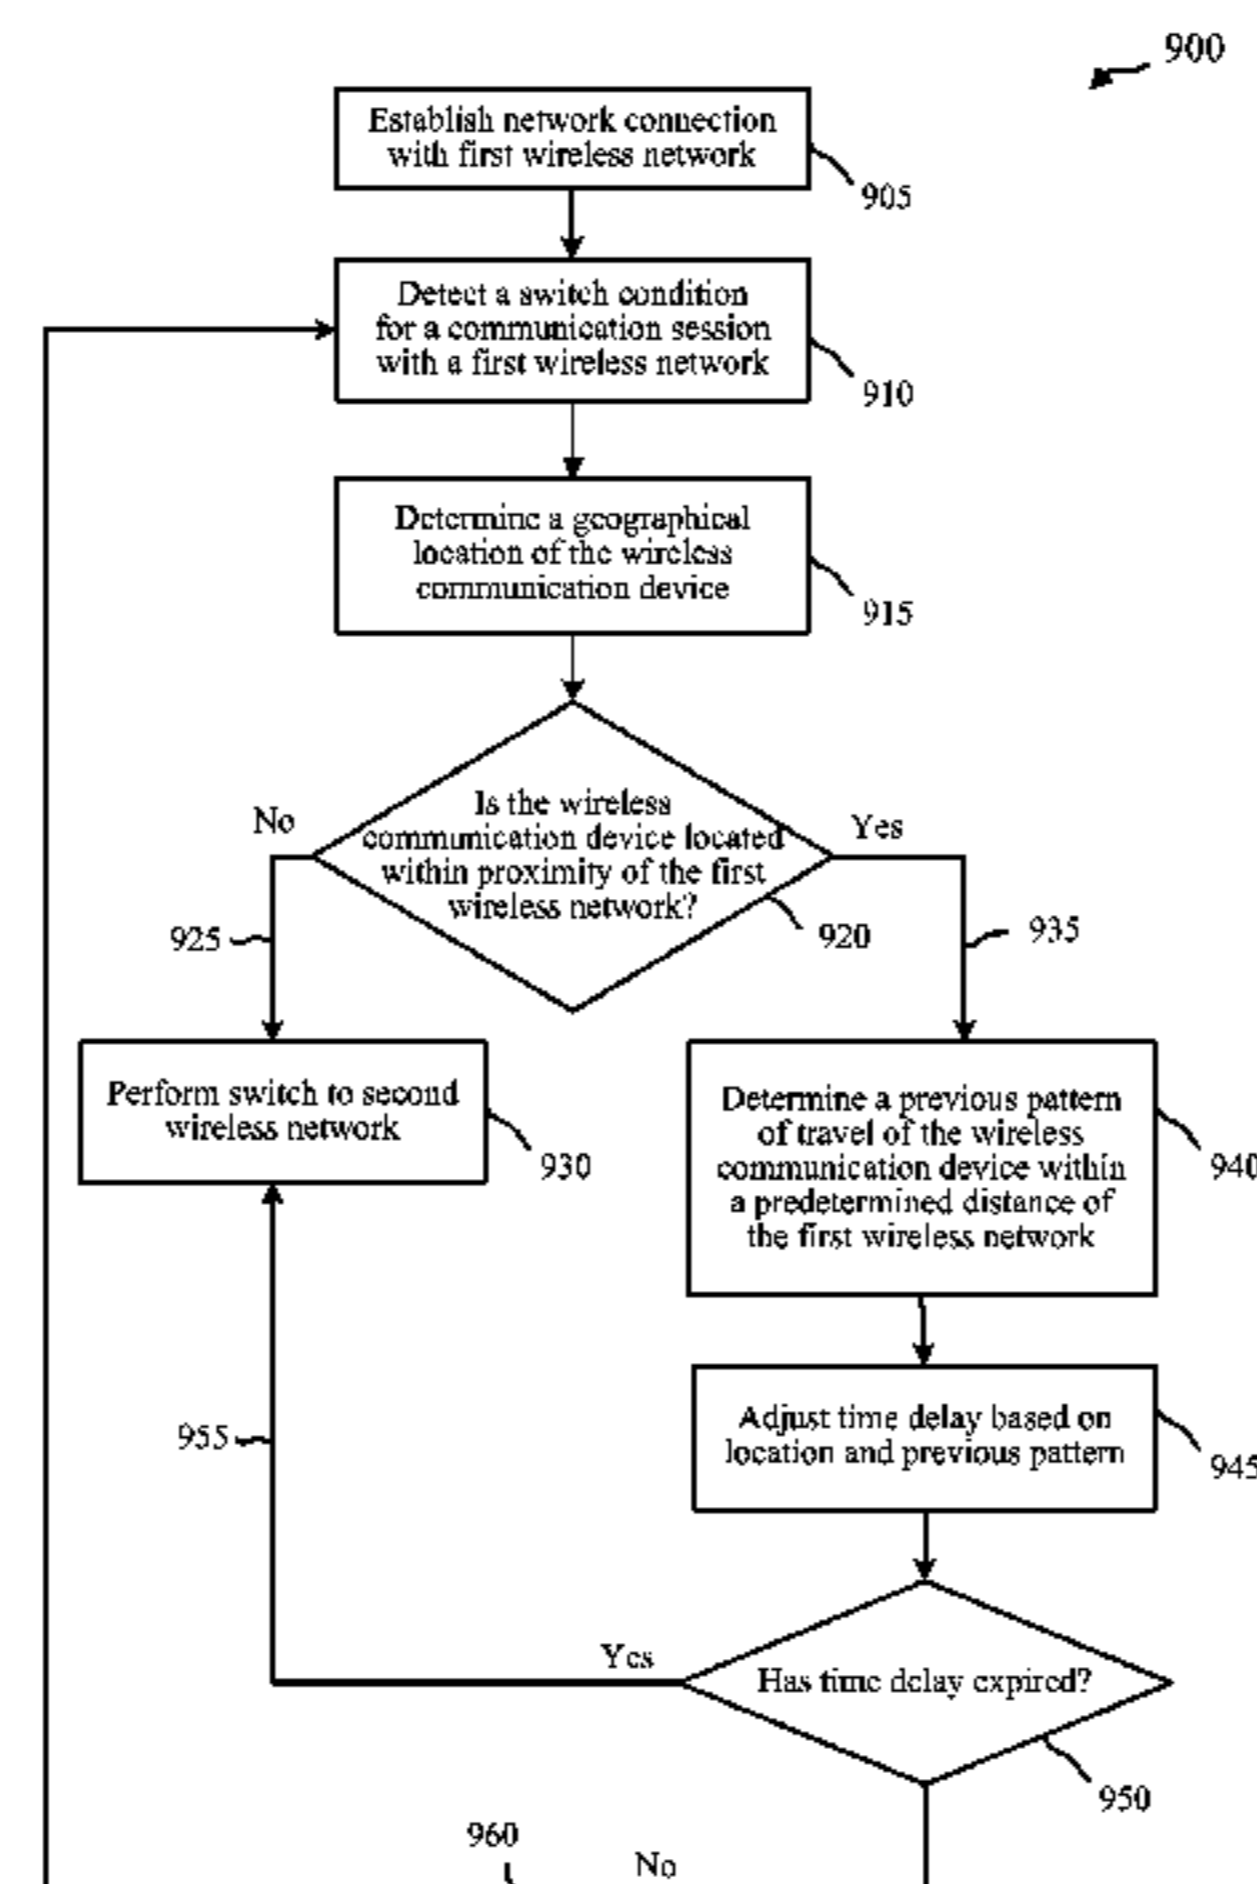 900
Establish network connection
with first wireless network
905
Detect a switch condition
for a communication session
with a first wireless network
910
Determine a geographical
location of the wireless
communication device
915
Is the wireless
communication device located
within proximity of the first
wireless network?
No
Yes
920
925
935
Perform switch to second
wireless network
930
Determine a previous pattern
of travel of the wireless
communication device within
a predetermined distance of
the first wireless network
940
Adjust time delay based on
location and previous pattern
945
955
Yes
Has time delay expired?
950
960
No